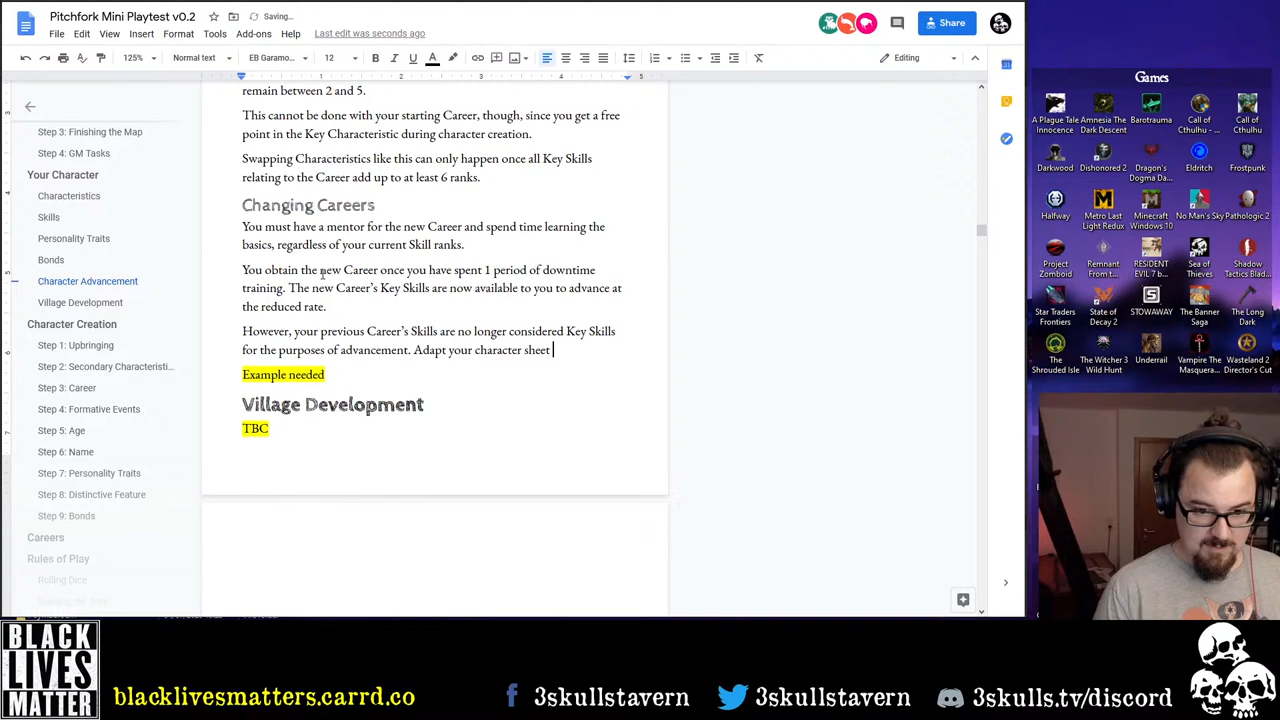 Pitchfork Mini Playtest v0.2
Saving...
Share
File Edit View Insert Format Tools Add-ons Help Last edit was seconds ago
125% Normal text EB Garamo... 12 Editing
Step 3: Finishing the Map
Step 4: GM Tasks
Your Character
Characteristics
Skills
Personality Traits
Bonds
Character Advancement
Village Development
Character Creation
Step 1: Upbringing
Step 2: Secondary Characteristi...
Step 3: Career
Step 4: Formative Events
Step 5: Age
Step 6: Name
Step 7: Personality Traits
Step 8: Distinctive Feature
Step 9: Bonds
Careers
Rules of Play
Rolling Dice
remain between 2 and 5.
This cannot be done with your starting Career, though, since you get a free
point in the Key Characteristic during character creation.
Swapping Characteristics like this can only happen once all Key Skills
relating to the Career add up to at least 6 ranks.
Changing Careers
You must have a mentor for the new Career and spend time learning the
basics, regardless of your current Skill ranks.
You obtain the new Career once you have spent 1 period of downtime
training. The new Career's Key Skills are now available to you to advance at
the reduced rate.
However, your previous Career's Skills are no longer considered Key Skills
for the purposes of advancement. Adapt your character sheet
Example needed
Village Development
TBC
Games
A Plague Tale Innocence
Amnesia The Dark Descent
Barotrauma
Call of Cthulhu - ...
Call of Cthulhu
Darkwood
Dishonored 2
Dragon's Dogma Da...
Eldritch
Frostpunk
Halfway
Metro Last Light Redux
Minecraft Windows 10
No Man's Sky
Pathologic 2
Project Zomboid
Remnant From t...
RESIDENT EVIL 7 b...
Sea of Thieves
Shadow Tactics Blad...
Star Traders Frontiers
State of Decay 2
STOWAWAY
The Banner Saga
The Long Dark
The Shrouded Isle
The Witcher 3 Wild Hunt
Underrail
Vampire The Masquera...
Wasteland 2 Director's Cut
BLACK
LIVES
MATTER
blacklivesmatters.carrd.co
3skullstavern
3skullstavern
3skulls.tv/discord